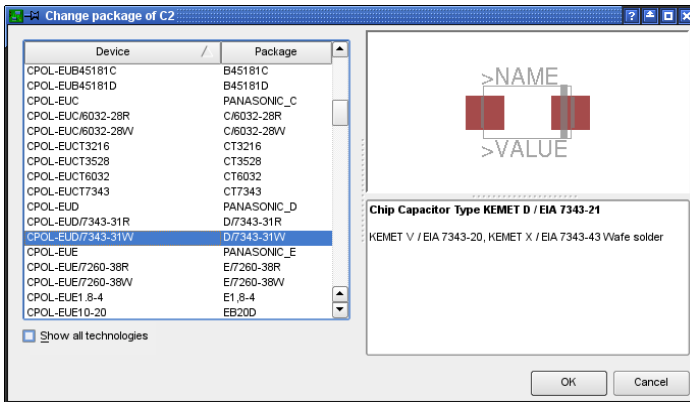 Change package of C2
Device Package
CPOL-EUB45181C B45181C
CPOL-EUB45181D B45181D
CPOL-EUC PANASONIC_C
CPOL-EUC/6032-28R C/6032-28R
CPOL-EUC/6032-28W C/6032-28W
CPOL-EUCT3216 CT3216
CPOL-EUCT3528 CT3528
CPOL-EUCT6032 CT6032
CPOL-EUCT7343 CT7343
CPOL-EUD PANASONIC_D
CPOL-EUD/7343-31R D/7343-31R
CPOL-EUD/7343-31W D/7343-31W
CPOL-EUE PANASONIC_E
CPOL-EUE/7260-38R E/7260-38R
CPOL-EUE/7260-38W E/7260-38W
CPOL-EUE1.8-4 E1,8-4
CPOL-EUE10-20 EB20D
Show all technologies
>NAME
>VALUE
Chip Capacitor Type KEMET D / EIA 7343-21
KEMET V / EIA 7343-20, KEMET X / EIA 7343-43 Wafe solder
OK Cancel